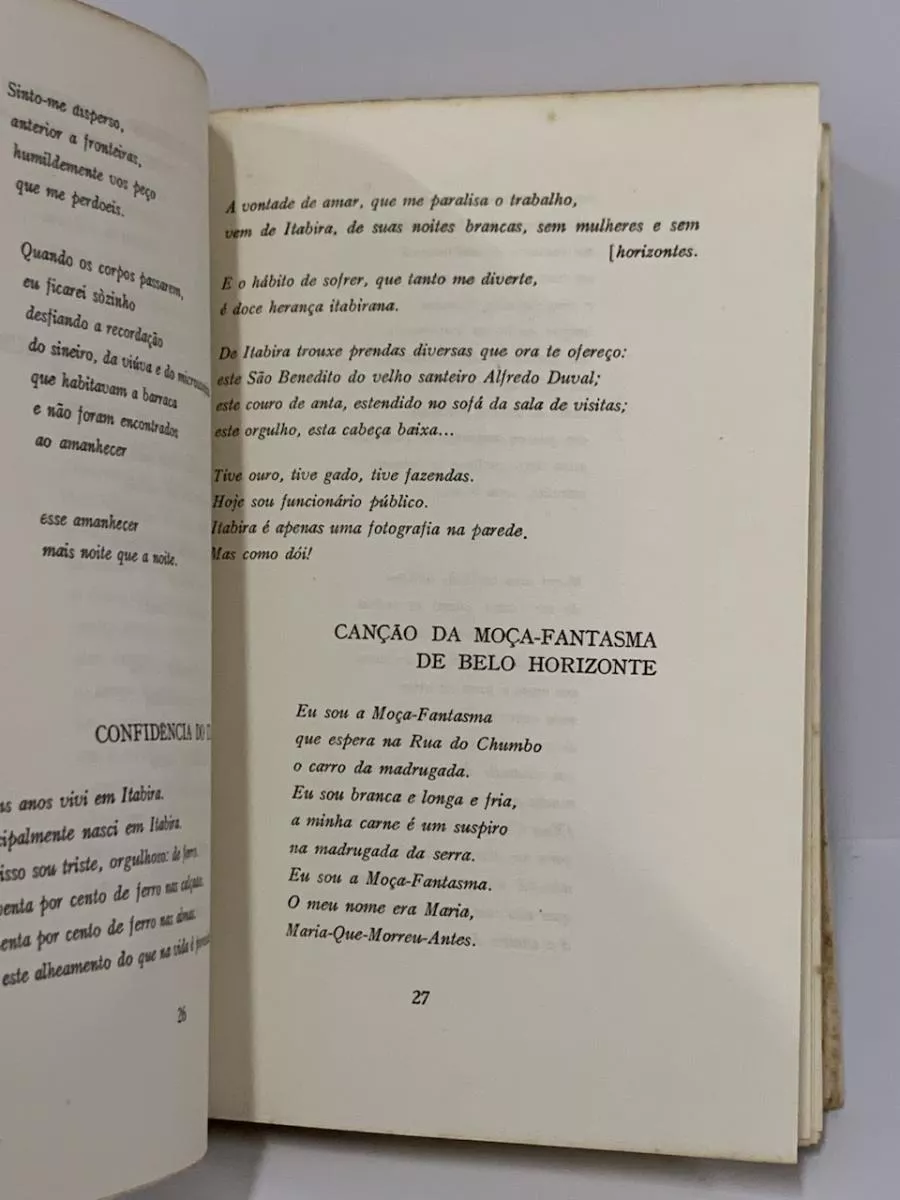 Sinto-me disperso,
anterior a fronteiras,
humildemente vos peço
que me perdoeis.
Quando os corpos passarem,
eu ficarei sòzinho
desfiando a recordação
do sineiro, da viúva e do
que habitavam a barraca
e não foram encontrados
ao amanhecer
esse amanhecer
mais noite que a noite.
CONFIDÊNCIA DO
anos vivi em Itabira.
nasci em Itabira.
isso sou triste, orgulhoso: de ferro.
por cento de ferro nas calçadas.
por cento de ferro nas almas.
este alheamento do que na vida é
26
A vontade de amar, que me paralisa o trabalho,
vem de Itabira, de suas noites brancas, sem mulheres e sem
[horizontes.
E o hábito de sofrer, que tanto me diverte,
é doce herança itabirana.
De Itabira trouxe prendas diversas que ora te ofereço:
este São Benedito do velho santeiro Alfredo Duval;
este couro de anta, estendido no sofá da sala de visitas;
este orgulho, esta cabeça baixa...
Tive ouro, tive gado, tive fazendas.
Hoje sou funcionário público.
Itabira é apenas uma fotografia na parede.
Mas como dói!
CANÇÃO DA MOÇA-FANTASMA
DE BELO HORIZONTE
Eu sou a Moça-Fantasma
que espera na Rua do Chumbo
o carro da madrugada.
Eu sou branca e longa e fria,
a minha carne é um suspiro
na madrugada da serra.
Eu sou a Moça-Fantasma.
O meu nome era Maria,
Maria-Que-Morreu-Antes.
27